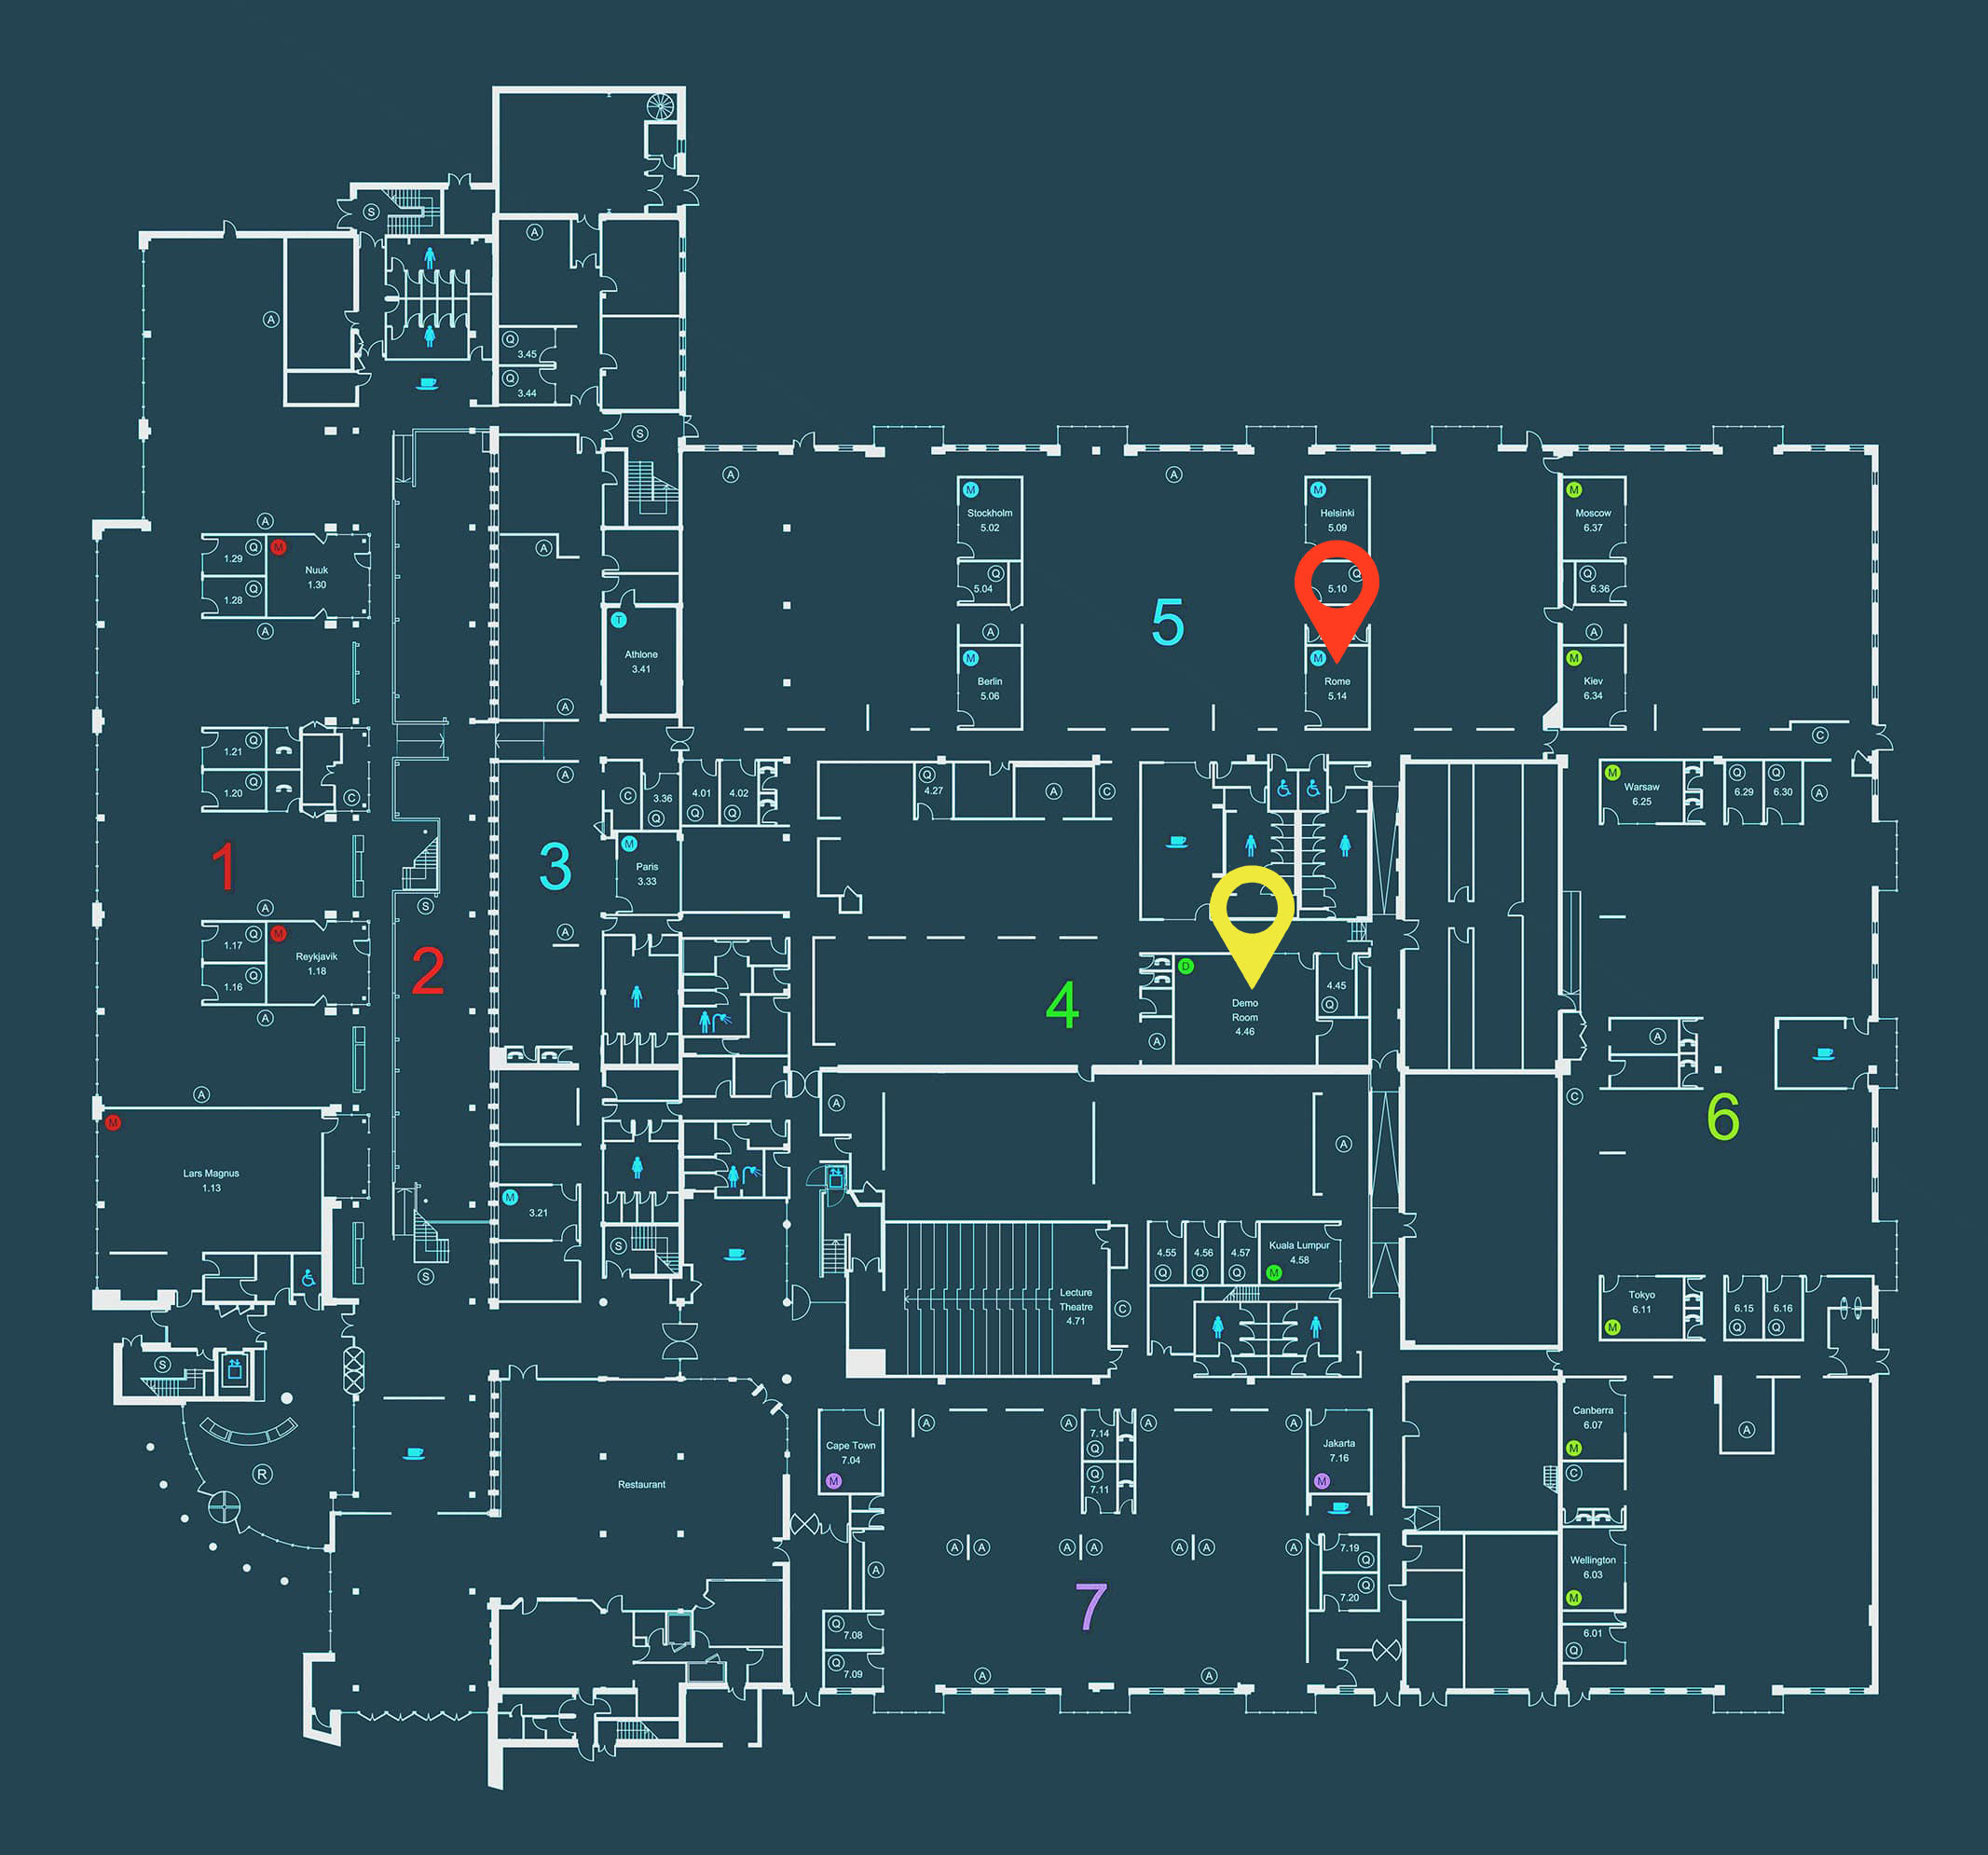 S
A
A
Q
3.45
Q
3.44
S
A
A
M
Stockholm
5.02
M
Helsinki
5.09
M
Moscow
6.37
A
1.29
Q
M
Nuuk
1.30
1.28
Q
A
A
Q
5.04
Q
5.10
Q
6.36
T
Athlone
3.41
5
A
A
M
Berlin
5.06
M
Rome
5.14
M
Kiev
6.34
A
C
1.21
Q
1.20
Q
C
A
C
3.36
Q
4.01
Q
4.02
Q
Q
4.27
A
C
M
Warsaw
6.25
Q
6.29
Q
6.30
A
1
3
M
Paris
3.33
A
S
A
1.17
Q
M
Reykjavik
1.18
1.16
Q
A
2
4
D
Demo
Room
4.46
4.45
Q
A
A
A
M
Lars Magnus
1.13
A
A
C
6
M
3.21
S
S
4.55
Q
4.56
Q
4.57
Q
Kuala Lumpur
4.58
M
Lecture
Theatre
4.71
C
Tokyo
6.11
M
6.15
Q
6.16
Q
S
R
Restaurant
Cape Town
7.04
M
A
A
7.14
Q
Q
7.11
A
A
Jakarta
7.16
M
Canberra
6.07
M
C
A
A
A
A
A
A
A
A
A
7.19
Q
Q
7.20
Wellington
6.03
M
7
Q
7.08
Q
7.09
A
A
6.01
Q